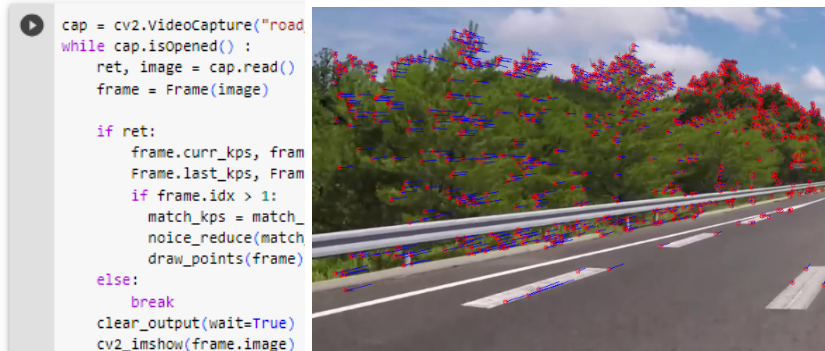 cap = cv2.VideoCapture("road
while cap.isOpened() :
ret, image = cap.read()
frame = Frame(image)
if ret:
frame.curr_kps, fram
Frame.last_kps, Fram
if frame.idx > 1:
match_kps = match_
noice_reduce(match
draw_points(frame)
else:
break
clear_output(wait=True)
cv2_imshow(frame.image)